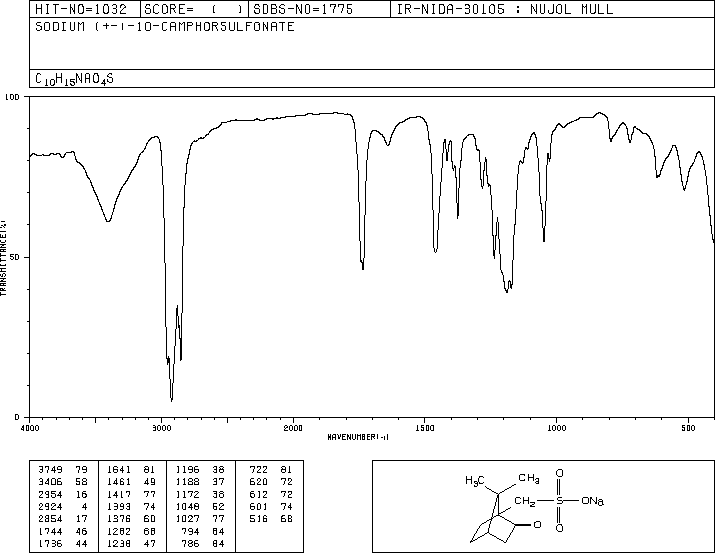 HIT-NO=1032 SCORE= ( ) SDBS-NO=1775 IR-NIDA-30105 : NUJOL MULL
SODIUM (+-)-10-CAMPHORSULFONATE
C10H15NAO4S
100
50
0
TRANSMITTANCE(%)
4000 3000 2000 1500 1000 500
WAVENUMBER(-1)
3749 79 1641 81 1196 38 722 81
3406 58 1461 49 1188 37 620 72
2954 16 1417 77 1172 38 612 72
2924 4 1393 74 1048 62 601 74
2854 17 1376 60 1027 77 516 68
1744 46 1282 68 794 84
1736 44 1238 47 786 84
H3C CH3 O
CH2 S ONa
O O